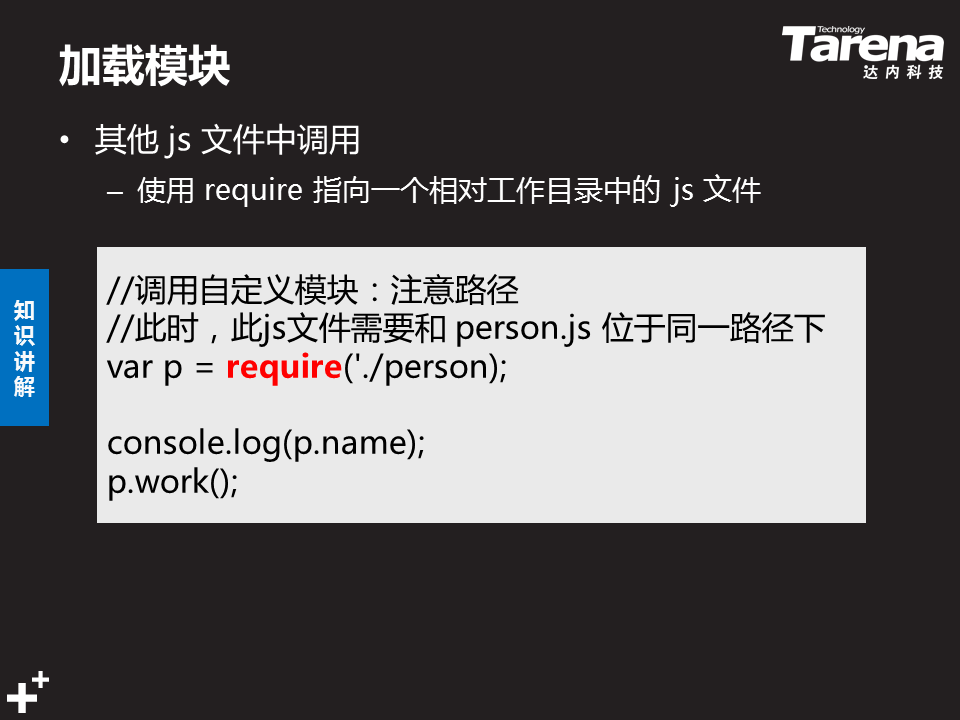 加载模块
Technology
Tarena
达内科技
• 其他 js 文件中调用
– 使用 require 指向一个相对工作目录中的 js 文件
知识讲解
//调用自定义模块：注意路径
//此时，此js文件需要和 person.js 位于同一路径下
var p = require('./person);
console.log(p.name);
p.work();